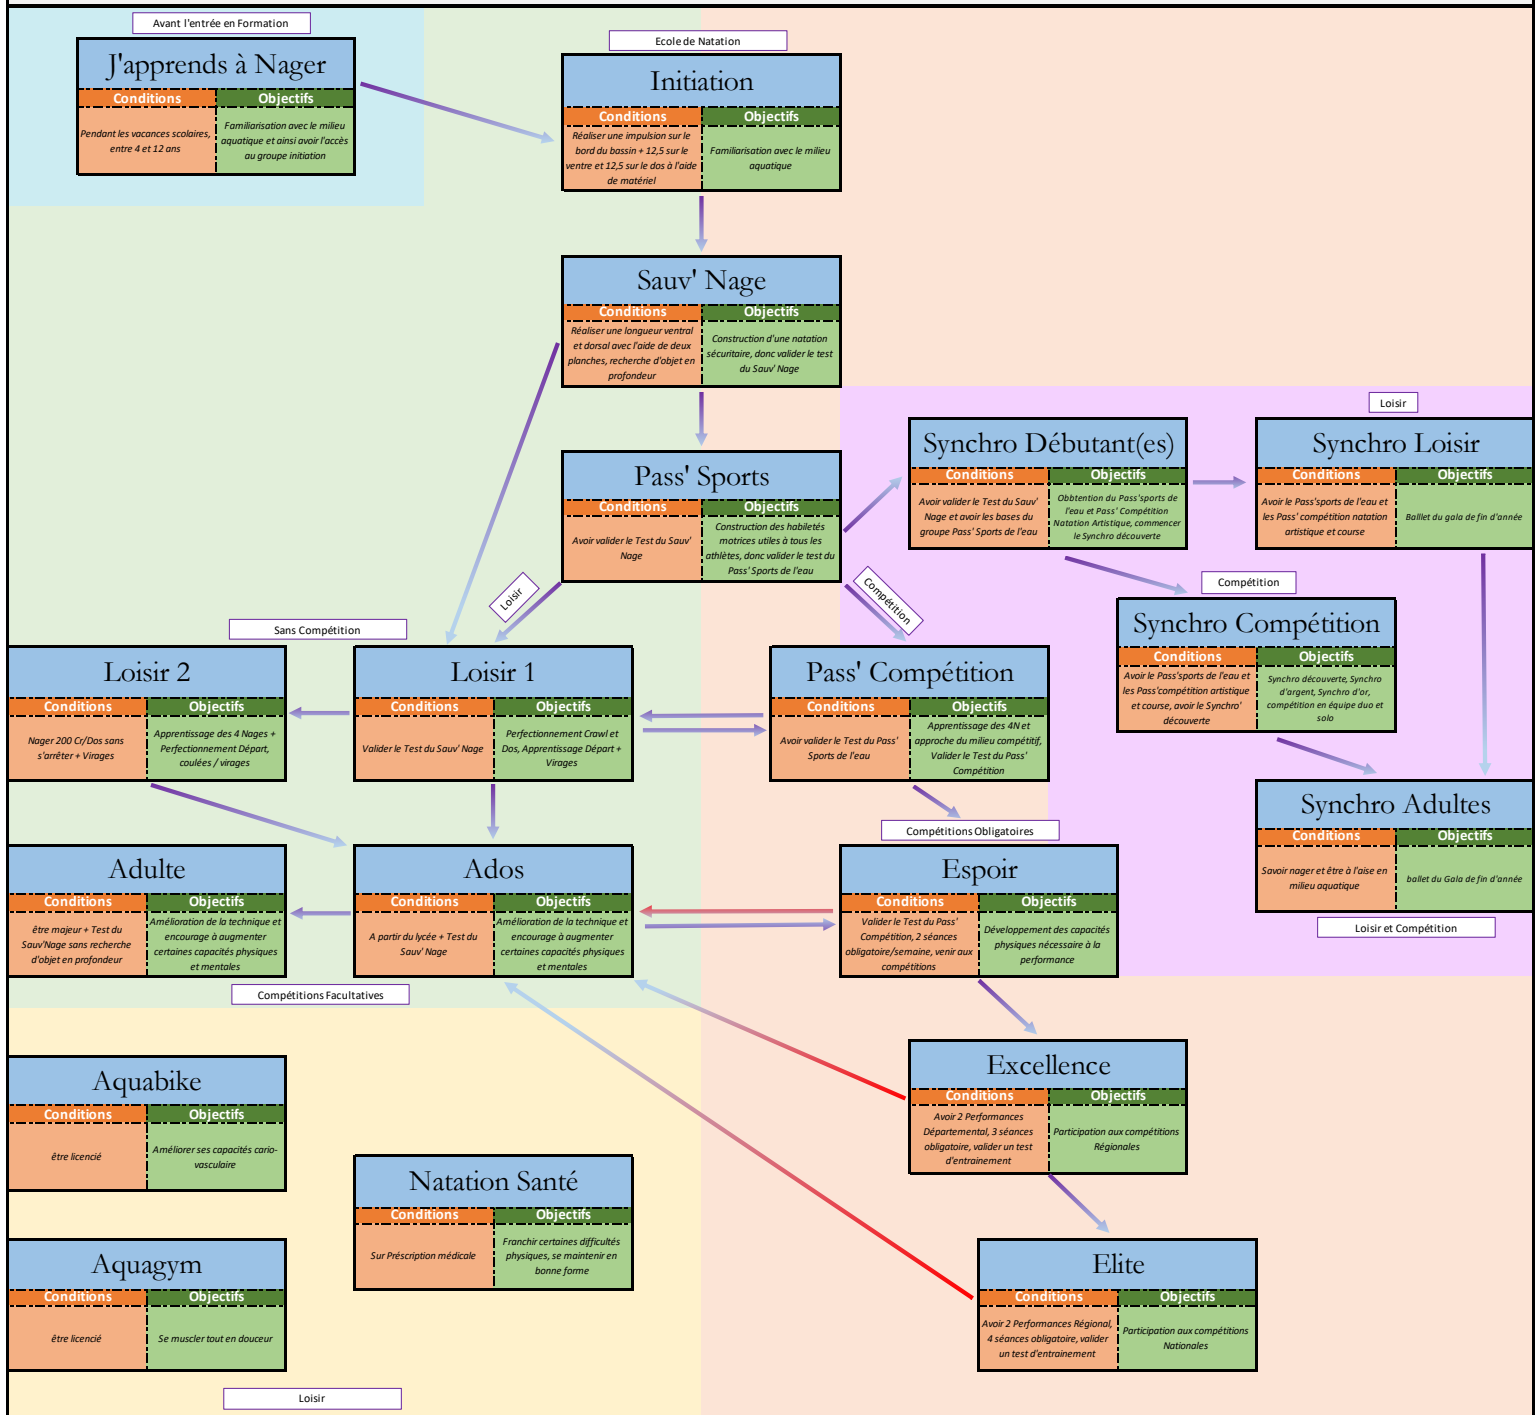 Avant l'entrée en Formation
J'apprends à Nager
Conditions
Objectifs
Pendant les vacances scolaires,
entre 4 et 12 ans
Familiarisation avec le milieu
aquatique et ainsi avoir l'accès
au groupe initiation
Ecole de Natation
Initiation
Conditions
Objectifs
Réaliser une impulsion sur le
bord du bassin + 12,5 sur le
ventre et 12,5 sur le dos à l'aide
de matériel
Familiarisation avec le milieu
aquatique
Sauv' Nage
Conditions
Objectifs
Réaliser une longueur ventral
et dorsal avec l'aide de deux
planches, recherche d'objet en
profondeur
Construction d'une natation
sécuritaire, donc valider le test
du Sauv' Nage
Pass' Sports
Conditions
Objectifs
Avoir valider le Test du Sauv'
Nage
Construction des habiletés
motrices utiles à tous les
athlètes, donc valider le test du
Pass' Sports de l'eau
Synchro Débutant(es)
Conditions
Objectifs
Avoir valider le Test du Sauv'
Nage et avoir les bases du
groupe Pass' Sports de l'eau
Obbtention du Pass'sports de
l'eau et Pass' Compétition
Natation Artistique, commencer
le Synchro découverte
Loisir
Synchro Loisir
Conditions
Objectifs
Avoir le Pass'sports de l'eau et
les Pass' compétition natation
artistique et course
Balllet du gala de fin d'année
Loisir
Compétition
Compétition
Synchro Compétition
Conditions
Objectifs
Avoir le Pass'sports de l'eau et
les Pass'compétition artistique
et course, avoir le Synchro'
découverte
Synchro découverte, Synchro
d'argent, Synchro d'or,
compétition en équipe duo et
solo
Sans Compétition
Loisir 2
Conditions
Objectifs
Nager 200 Cr/Dos sans
s'arrêter + Virages
Apprentissage des 4 Nages +
Perfectionnement Départ,
coulées / virages
Loisir 1
Conditions
Objectifs
Valider le Test du Sauv' Nage
Perfectionnement Crawl et
Dos, Apprentissage Départ +
Virages
Pass' Compétition
Conditions
Objectifs
Avoir valider le Test du Pass'
Sports de l'eau
Apprentissage des 4N et
approche du milieu compétitif,
Valider le Test du Pass'
Compétition
Synchro Adultes
Conditions
Objectifs
Savoir nager et être à l'aise en
milieu aquatique
ballet du Gala de fin d'année
Loisir et Compétition
Compétitions Obligatoires
Adulte
Conditions
Objectifs
être majeur + Test du
Sauv'Nage sans recherche
d'objet en profondeur
Amélioration de la technique et
encourage à augmenter
certaines capacités physiques
et mentales
Ados
Conditions
Objectifs
A partir du lycée + Test du
Sauv' Nage
Amélioration de la technique et
encourage à augmenter
certaines capacités physiques
et mentales
Espoir
Conditions
Objectifs
Valider le Test du Pass'
Compétition, 2 séances
obligatoire/semaine, venir aux
compétitions
Développement des capacités
physiques nécessaire à la
performance
Compétitions Facultatives
Excellence
Conditions
Objectifs
Avoir 2 Performances
Départemental, 3 séances
obligatoire, valider un test
d'entrainement
Participation aux compétitions
Régionales
Aquabike
Conditions
Objectifs
être licencié
Améliorer ses capacités cario-
vasculaire
Natation Santé
Conditions
Objectifs
Sur Préscription médicale
Franchir certaines difficultés
physiques, se maintenir en
bonne forme
Aquagym
Conditions
Objectifs
être licencié
Se muscler tout en douceur
Elite
Conditions
Objectifs
Avoir 2 Performances Régional,
4 séances obligatoire, valider
un test d'entrainement
Participation aux compétitions
Nationales
Loisir